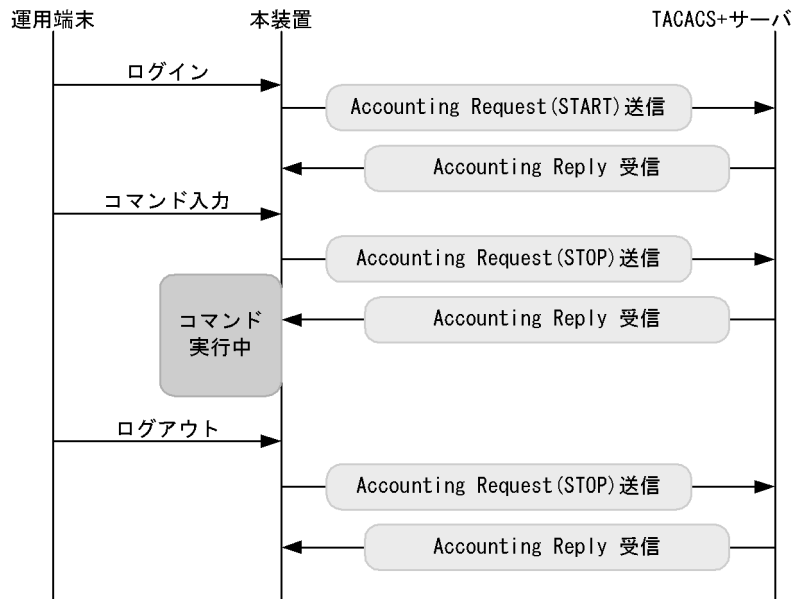 運用端末
本装置
TACACS+サーバ
ログイン
Accounting Request(START)送信
Accounting Reply 受信
コマンド入力
Accounting Request(STOP)送信
コマンド
実行中
Accounting Reply 受信
ログアウト
Accounting Request(STOP)送信
Accounting Reply 受信